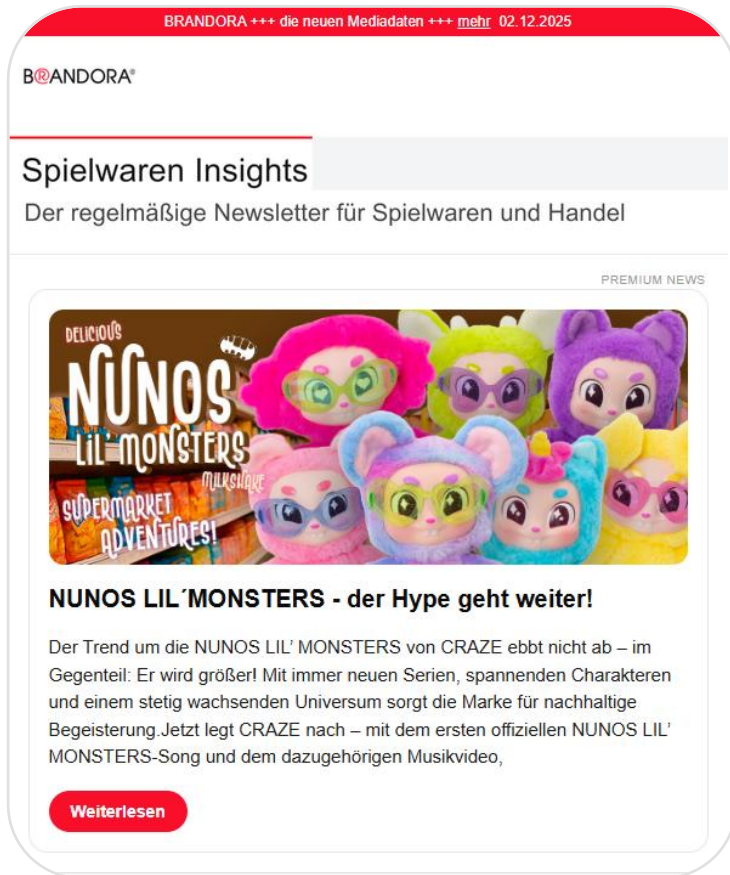 BRANDORA +++ die neuen Mediadaten +++ mehr 02.12.2025
B®ANDORA®
Spielwaren Insights
Der regelmäßige Newsletter für Spielwaren und Handel
PREMIUM NEWS
DELICIOUS
NUNOS
LIL' MONSTERS
MILKSHAKE
SUPERMARKET
ADVENTURES!
NUNOS LIL´MONSTERS - der Hype geht weiter!
Der Trend um die NUNOS LIL’ MONSTERS von CRAZE ebbt nicht ab – im
Gegenteil: Er wird größer! Mit immer neuen Serien, spannenden Charakteren
und einem stetig wachsenden Universum sorgt die Marke für nachhaltige
Begeisterung.Jetzt legt CRAZE nach – mit dem ersten offiziellen NUNOS LIL’
MONSTERS-Song und dem dazugehörigen Musikvideo,
Weiterlesen